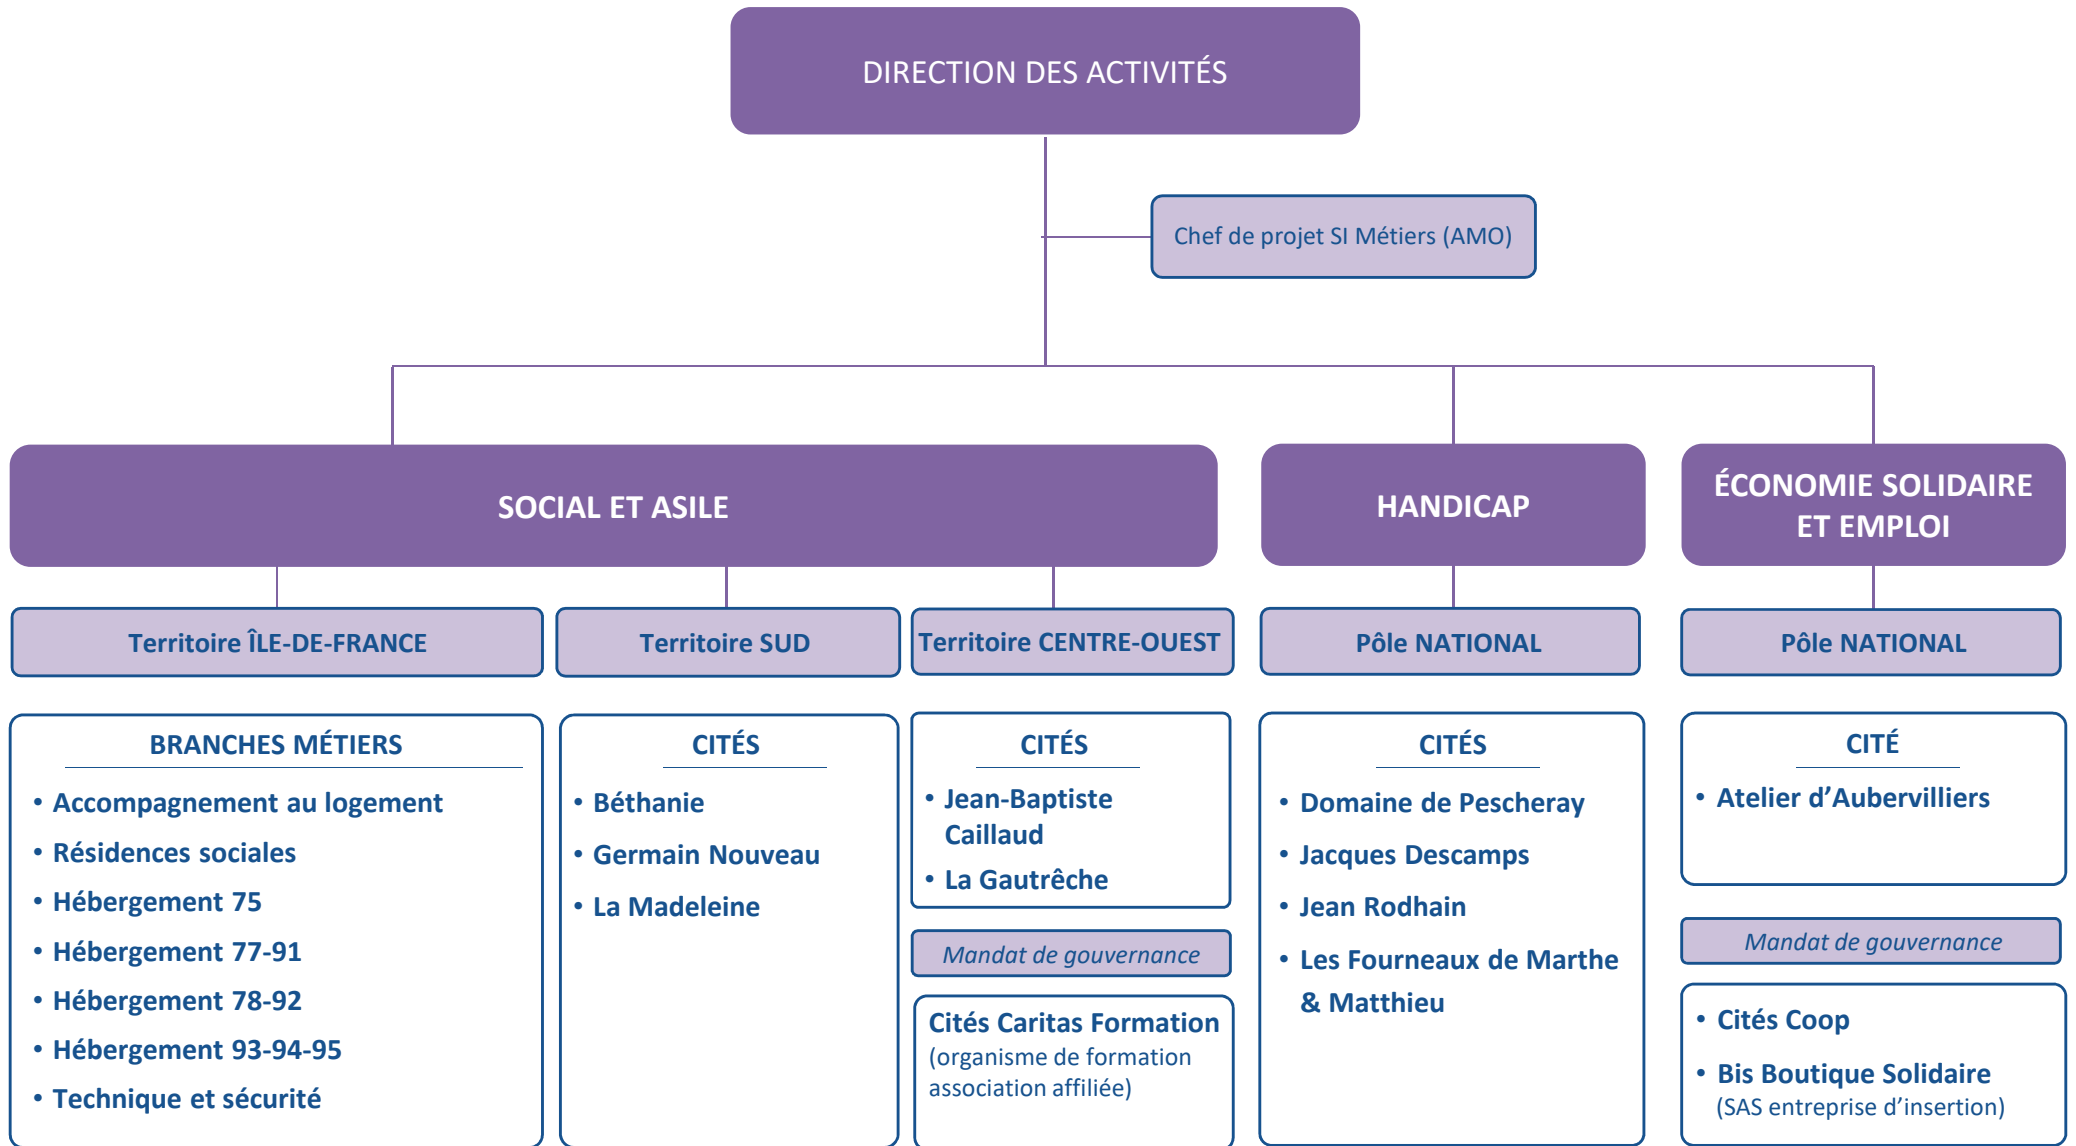 DIRECTION DES ACTIVITÉS
Chef de projet SI Métiers (AMO)
SOCIAL ET ASILE
HANDICAP
ÉCONOMIE SOLIDAIRE
ET EMPLOI
Territoire ÎLE-DE-FRANCE
Territoire SUD
Territoire CENTRE-OUEST
Pôle NATIONAL
Pôle NATIONAL
BRANCHES MÉTIERS
• Accompagnement au logement
• Résidences sociales
• Hébergement 75
• Hébergement 77-91
• Hébergement 78-92
• Hébergement 93-94-95
• Technique et sécurité
CITÉS
• Béthanie
• Germain Nouveau
• La Madeleine
CITÉS
• Jean-Baptiste
Caillaud
• La Gautrêche
Mandat de gouvernance
Cités Caritas Formation
(organisme de formation
association affiliée)
CITÉS
• Domaine de Pescheray
• Jacques Descamps
• Jean Rodhain
• Les Fourneaux de Marthe
& Matthieu
CITÉ
• Atelier d’Aubervilliers
Mandat de gouvernance
• Cités Coop
• Bis Boutique Solidaire
(SAS entreprise d’insertion)